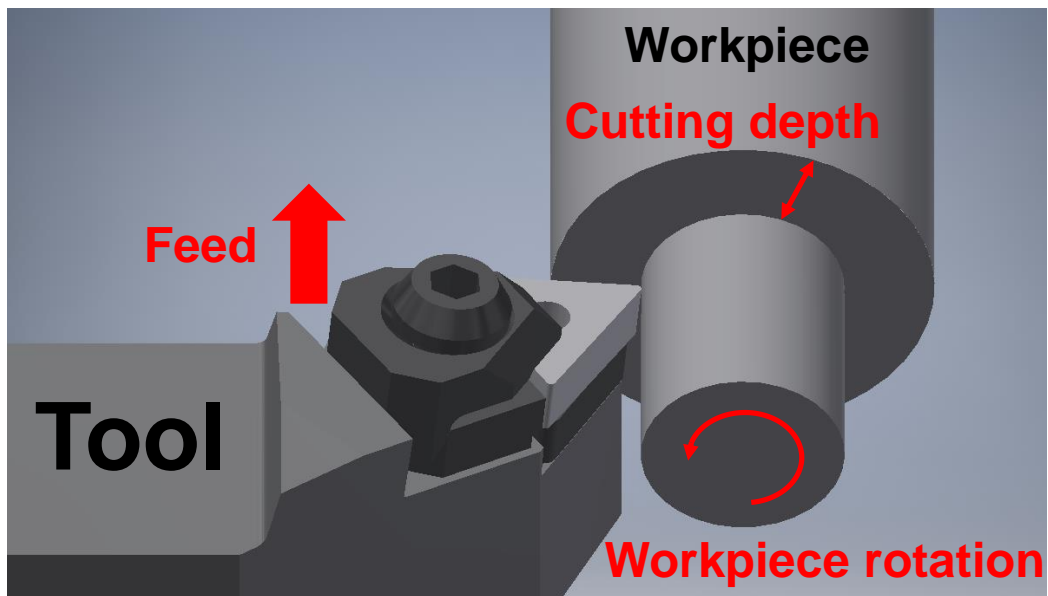 Workpiece
Cutting depth
Feed
Tool
Workpiece rotation